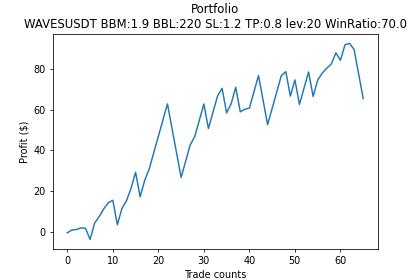 Portfolio
WAVESUSDT BBM:1.9 BBL:220 SL:1.2 TP:0.8 lev:20 WinRatio:70.0
Profit ($)
80
60
40
20
0
0 10 20 30 40 50 60
Trade counts